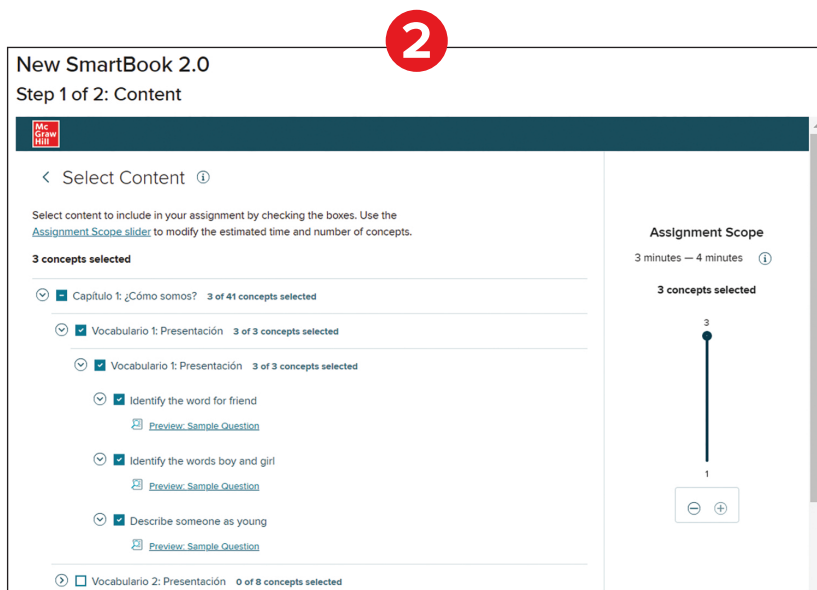 2
New SmartBook 2.0
Step 1 of 2: Content
Mc
Graw
Hill
Select Content
Select content to include in your assignment by checking the boxes. Use the
Assignment Scope slider to modify the estimated time and number of concepts.
3 concepts selected
Capítulo 1: ¿Cómo somos? 3 of 41 concepts selected
Vocabulario 1: Presentación 3 of 3 concepts selected
Vocabulario 1: Presentación 3 of 3 concepts selected
Identify the word for friend
Preview: Sample Question
Identify the words boy and girl
Preview: Sample Question
Describe someone as young
Preview: Sample Question
Vocabulario 2: Presentación 0 of 8 concepts selected
Assignment Scope
3 minutes — 4 minutes
3 concepts selected
3
1